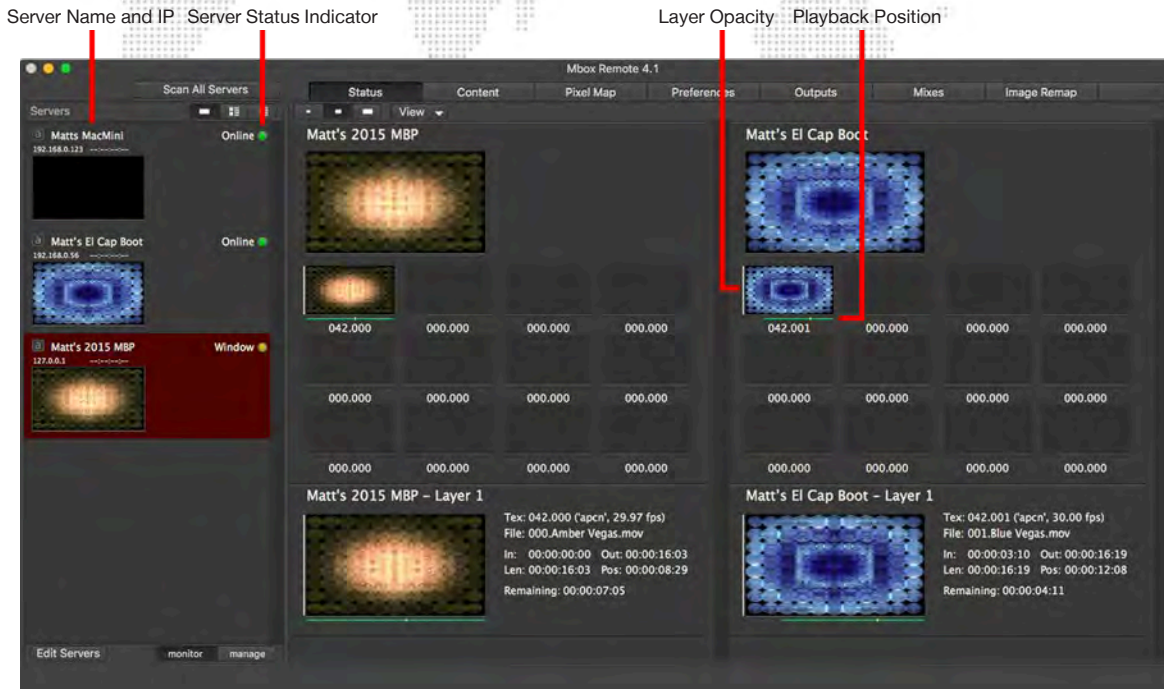 Server Name and IP Server Status Indicator Layer Opacity Playback Position
Mbox Remote 4.1
Scan All Servers Status Content Pixel Map Preferences Outputs Mixes Image Remap
Servers View
Matts MacMini Online
192.168.0.123 --:--:--:--
Matt's El Cap Boot Online
192.168.0.56 --:--:--:--
Matt's 2015 MBP Window
127.0.0.1 --:--:--:--
Edit Servers monitor manage
Matt's 2015 MBP
042.000 000.000 000.000 000.000
000.000 000.000 000.000 000.000
000.000 000.000 000.000 000.000
Matt's 2015 MBP – Layer 1
Tex: 042.000 ('apcn', 29.97 fps)
File: 000.Amber Vegas.mov
In: 00:00:00:00 Out: 00:00:16:03
Len: 00:00:16:03 Pos: 00:00:08:29
Remaining: 00:00:07:05
Matt's El Cap Boot
042.001 000.000 000.000 000.000
000.000 000.000 000.000 000.000
000.000 000.000 000.000 000.000
Matt's El Cap Boot – Layer 1
Tex: 042.001 ('apcn', 30.00 fps)
File: 001.Blue Vegas.mov
In: 00:00:03:10 Out: 00:00:16:19
Len: 00:00:16:19 Pos: 00:00:12:08
Remaining: 00:00:04:11